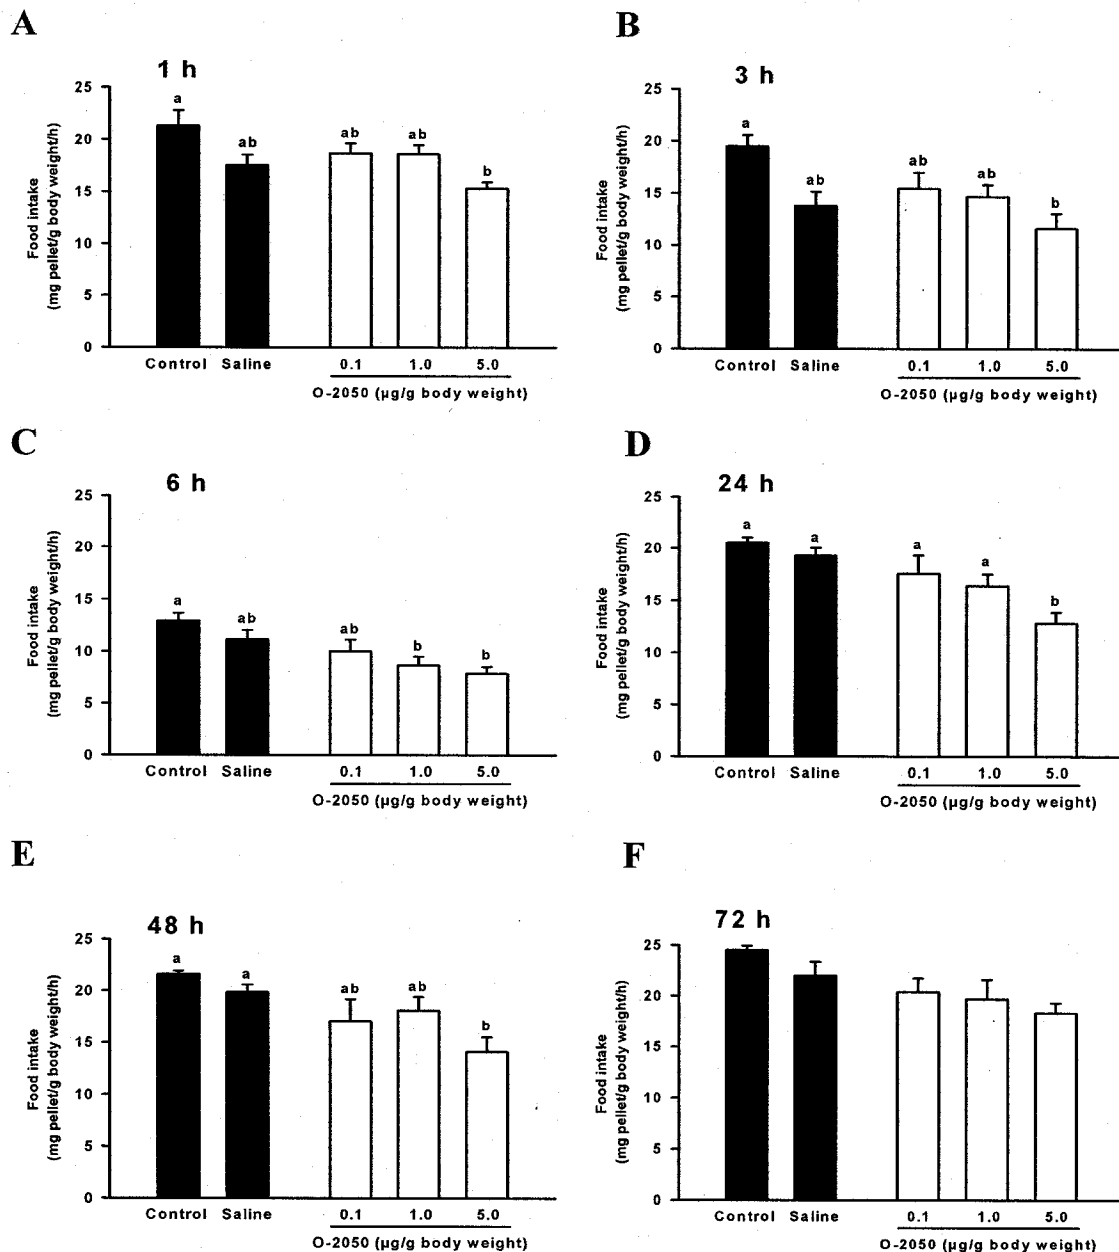 A
1 h
Food intake
(mg pellet/g body weight/h)
25
20
15
10
5
0
a
ab
ab
ab
b
Control Saline 0.1 1.0 5.0
O-2050 (µg/g body weight)
B
3 h
Food intake
(mg pellet/g body weight/h)
25
20
15
10
5
0
a
ab
ab
ab
b
Control Saline 0.1 1.0 5.0
O-2050 (µg/g body weight)
C
6 h
Food intake
(mg pellet/g body weight/h)
25
20
15
10
5
0
a
ab
ab
b
b
Control Saline 0.1 1.0 5.0
O-2050 (µg/g body weight)
D
24 h
Food intake
(mg pellet/g body weight/h)
25
20
15
10
5
0
a
a
a
a
b
Control Saline 0.1 1.0 5.0
O-2050 (µg/g body weight)
E
48 h
Food intake
(mg pellet/g body weight/h)
25
20
15
10
5
0
a
a
ab
ab
b
Control Saline 0.1 1.0 5.0
O-2050 (µg/g body weight)
F
72 h
Food intake
(mg pellet/g body weight/h)
25
20
15
10
5
0
Control Saline 0.1 1.0 5.0
O-2050 (µg/g body weight)